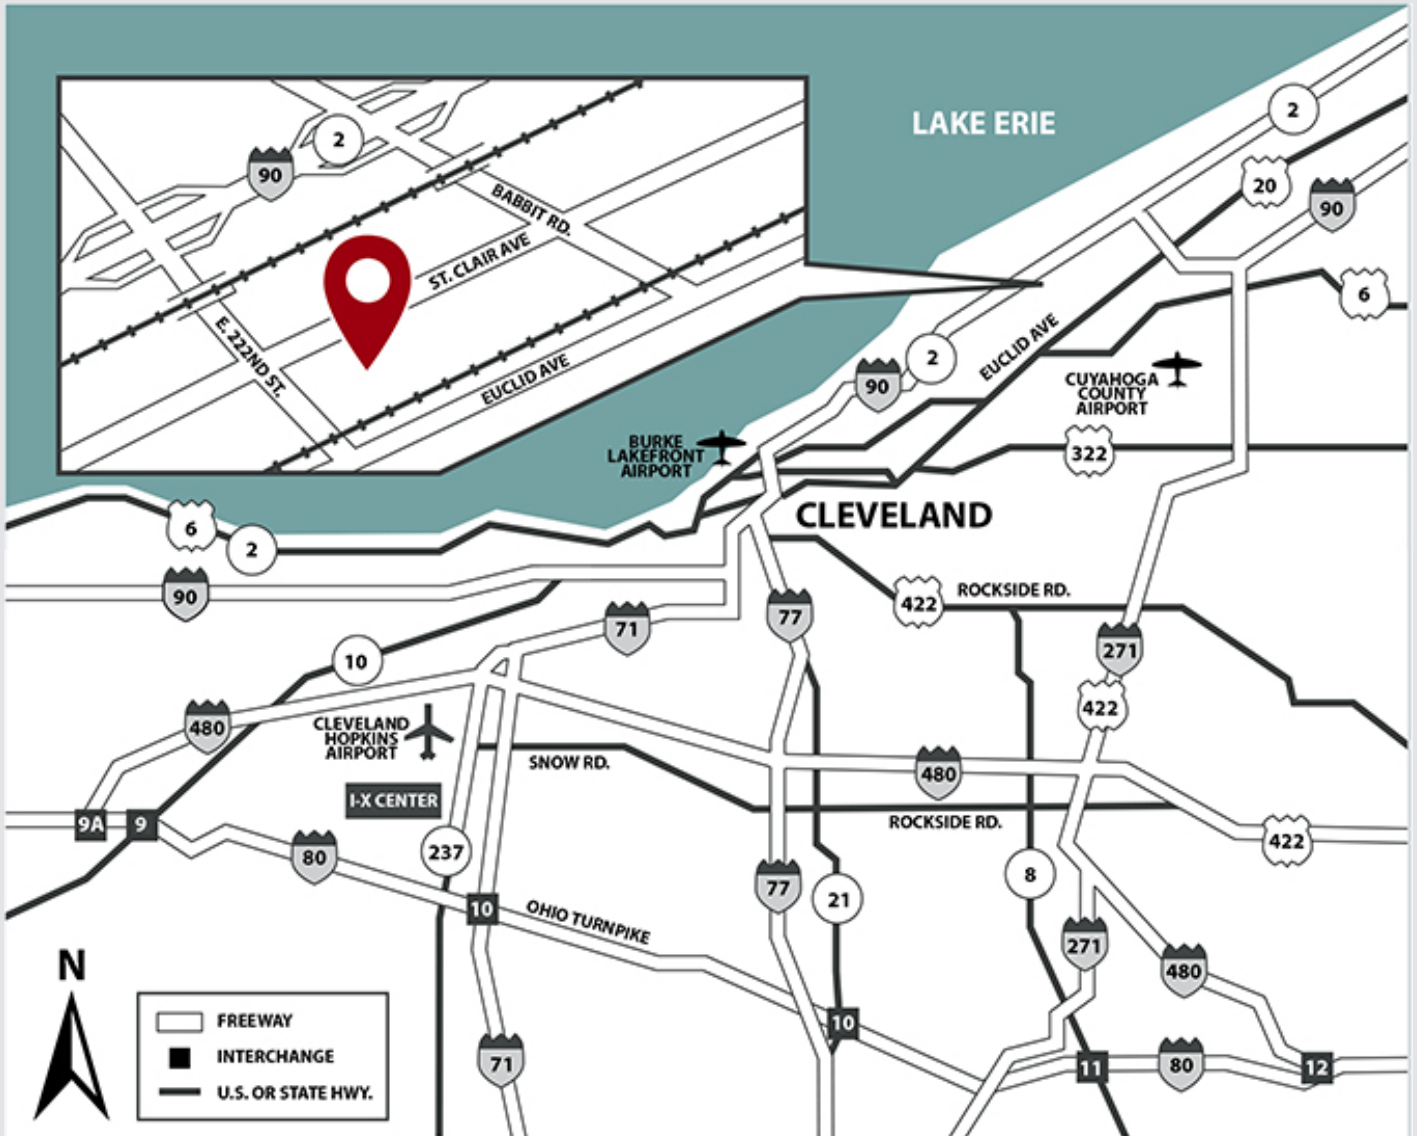 LAKE ERIE
2
20
90
6
2
90
BABBIT RD.
ST. CLAIR AVE
E. 222ND ST.
EUCLID AVE
2
90
EUCLID AVE
CUYAHOGA
COUNTY
AIRPORT
BURKE
LAKEFRONT
AIRPORT
322
CLEVELAND
6
2
90
71
77
422
ROCKSIDE RD.
271
422
10
480
CLEVELAND
HOPKINS
AIRPORT
I-X CENTER
SNOW RD.
480
ROCKSIDE RD.
422
9A
9
80
237
10
OHIO TURNPIKE
77
21
8
271
480
10
11
80
12
71
N
FREEWAY
INTERCHANGE
U.S. OR STATE HWY.